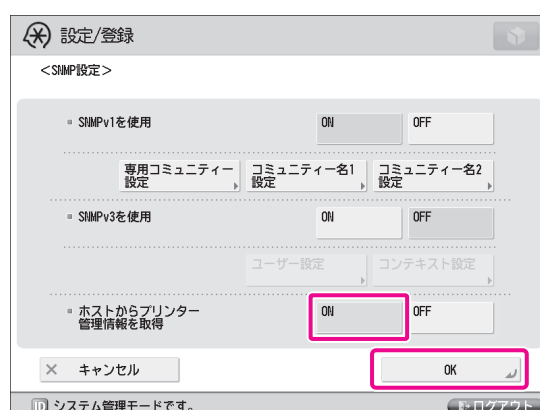 設定/登録
<SNMP設定>
SNMPv1を使用 ON OFF
専用コミュニティー設定 コミュニティー名1設定 コミュニティー名2設定
SNMPv3を使用 ON OFF
ユーザー設定 コンテキスト設定
ホストからプリンター ON OFF
管理情報を取得
× キャンセル OK
ID システム管理モードです。 ログアウト